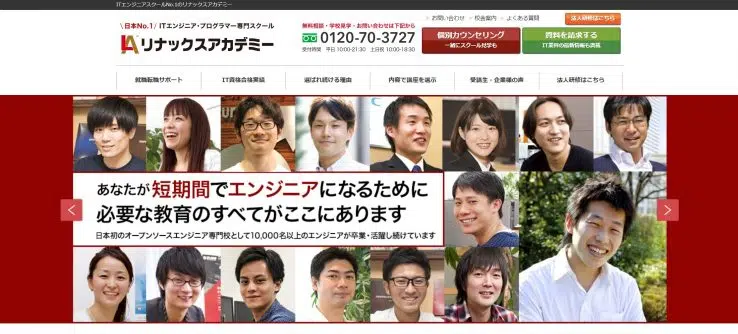 ITエンジニアスクールNo.1のリナックスアカデミー
\ 日本No.1 / ITエンジニア・プログラマー専門スクール
LA リナックスアカデミー
無料相談・学校見学・お問い合わせは下記から
0120-70-3727
受付時間 平日 10:00-21:30 土日祝 10:00-18:30
お問い合わせ
校舎案内
よくある質問
法人研修はこちら
個別カウンセリング
一緒にスクール見学も
資料を請求する
IT業界の最新情報も満載
就職転職サポート
IT資格合格実績
選ばれ続ける理由
内容で講座を選ぶ
受講生・企業様の声
法人研修はこちら
あなたが短期間でエンジニアになるために
必要な教育のすべてがここにあります
日本初のオープンソースエンジニア専門校として10,000名以上のエンジニアが卒業・活躍し続けています